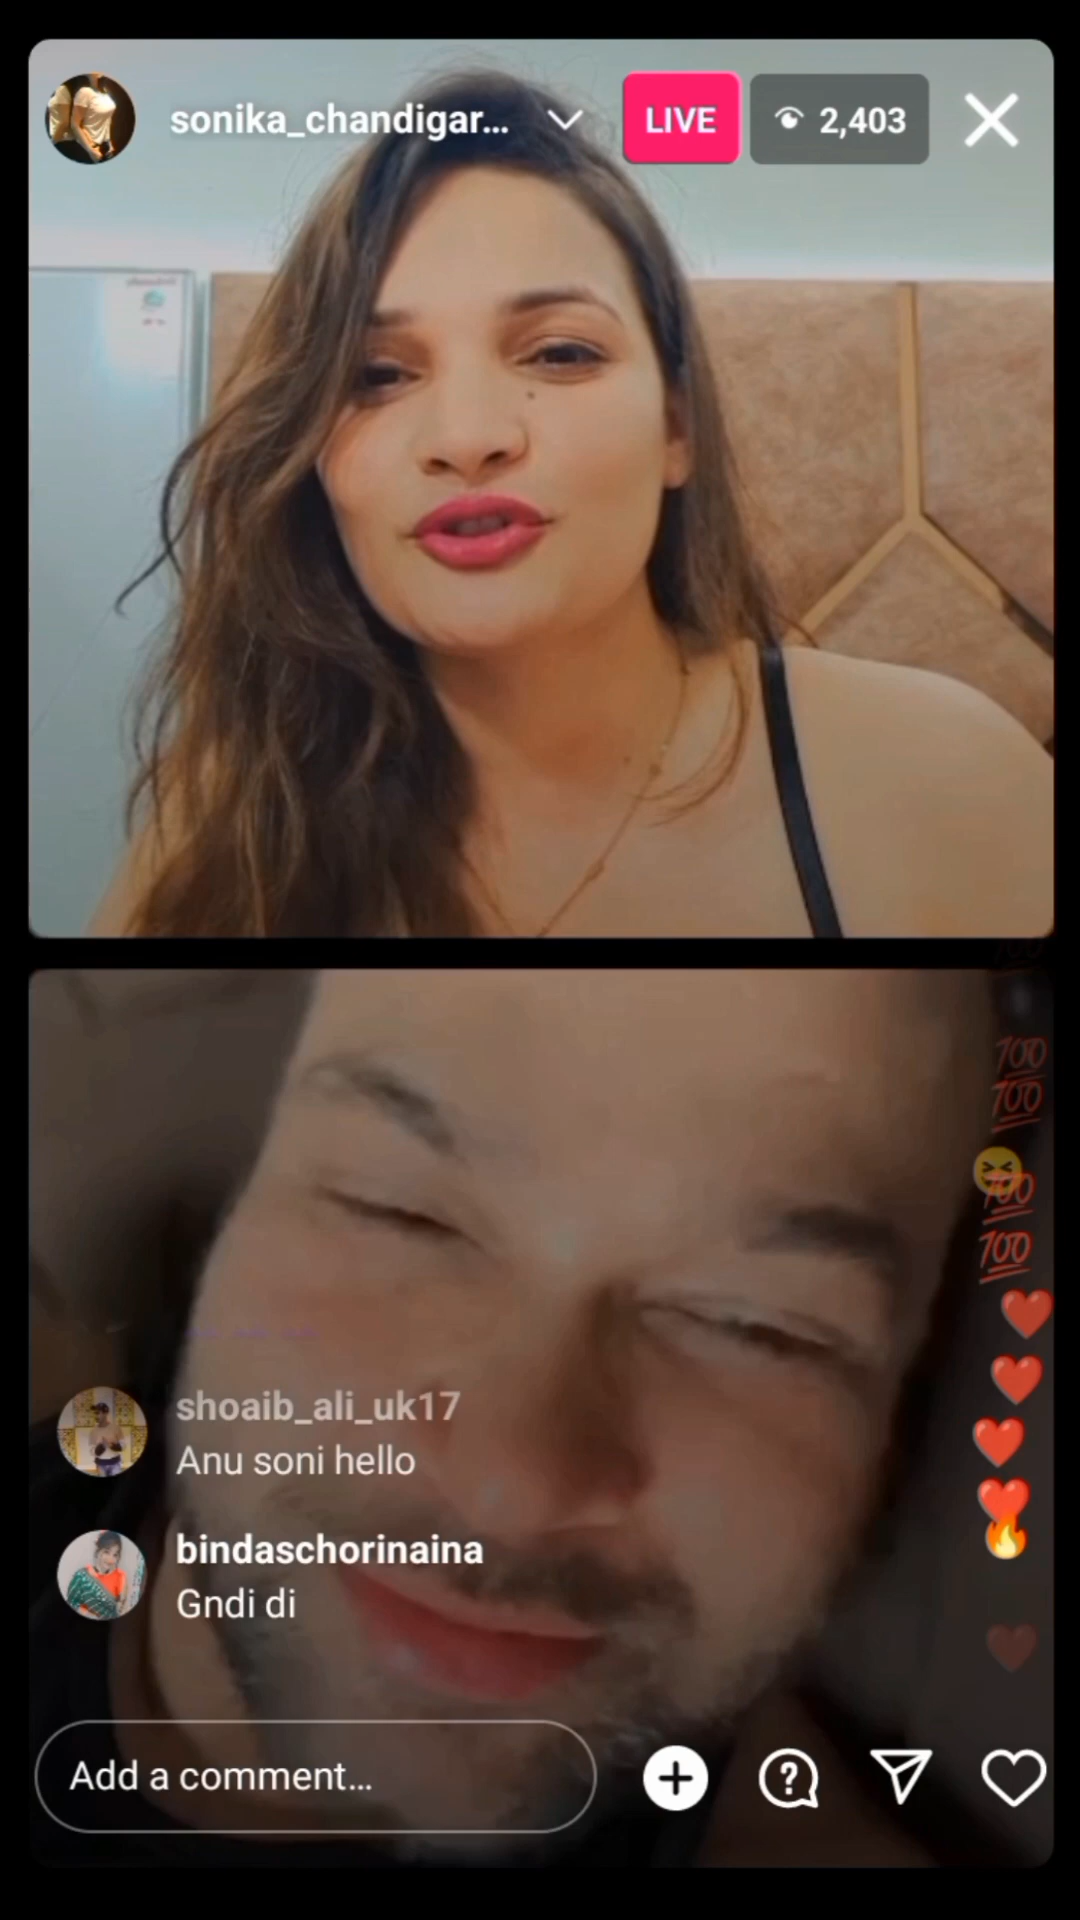 sonika_chandigar...
LIVE
2,403
shoaib_ali_uk17
Anu soni hello
bindaschorinaina
Gndi di
Add a comment...